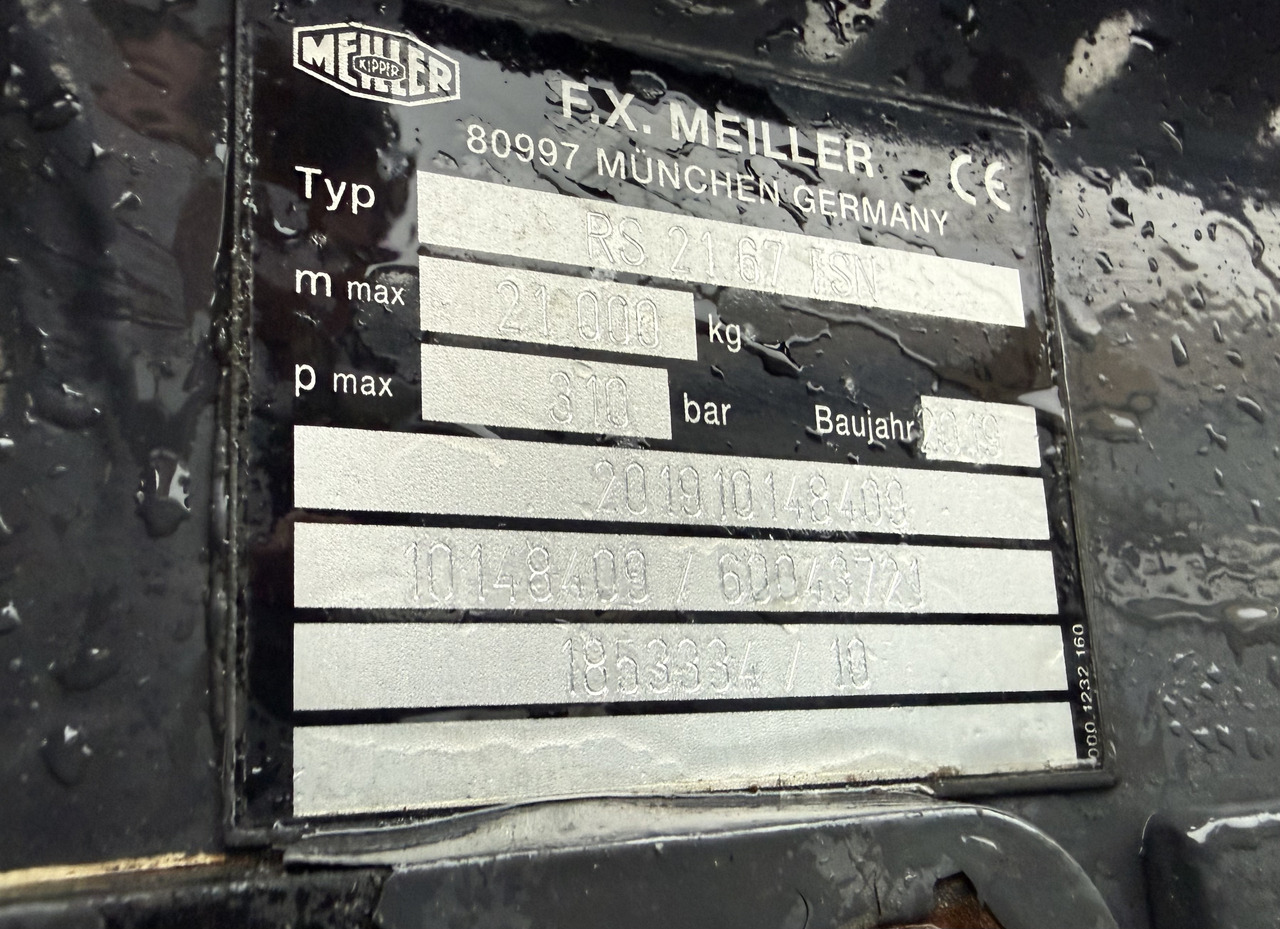 MEILLER
KIPPER
F.X. MEILLER
80997 MÜNCHEN GERMANY CE
Typ RS 21 67 ISN
m max 21 000 kg
p max 310 bar Baujahr 2019
201910148409
10148409 / 60043721
1853334 / 10
000.1232 160